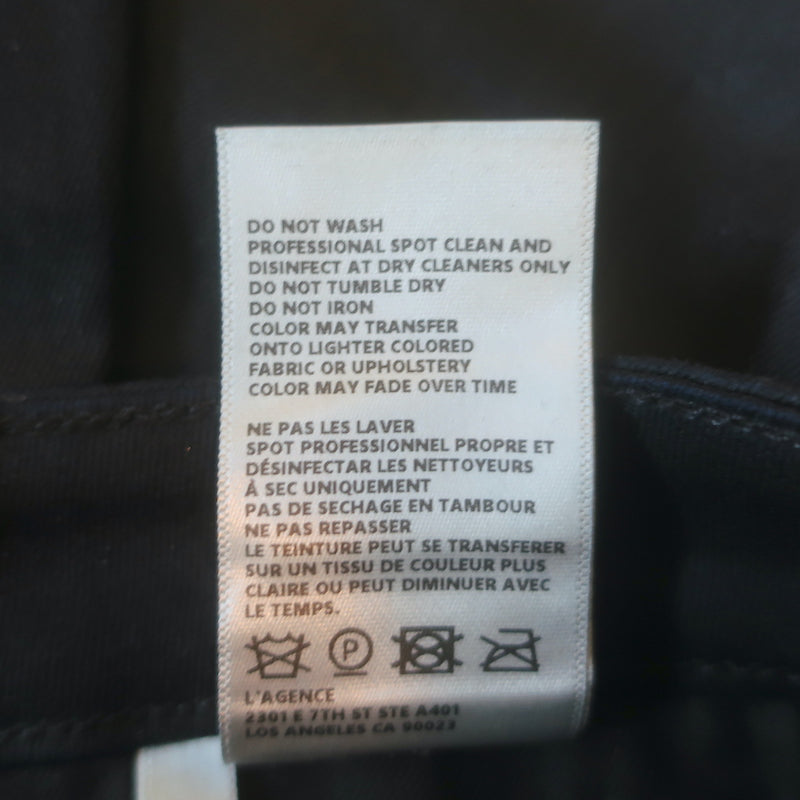 DO NOT WASH
PROFESSIONAL SPOT CLEAN AND
DISINFECT AT DRY CLEANERS ONLY
DO NOT TUMBLE DRY
DO NOT IRON
COLOR MAY TRANSFER
ONTO LIGHTER COLORED
FABRIC OR UPHOLSTERY
COLOR MAY FADE OVER TIME
NE PAS LES LAVER
SPOT PROFESSIONNEL PROPRE ET
DÉSINFECTAR LES NETTOYEURS
À SEC UNIQUEMENT
PAS DE SECHAGE EN TAMBOUR
NE PAS REPASSER
LE TEINTURE PEUT SE TRANSFERER
SUR UN TISSU DE COULEUR PLUS
CLAIRE OU PEUT DIMINUER AVEC
LE TEMPS.
P
L'AGENCE
2301 E 7TH ST STE A401
LOS ANGELES CA 90023